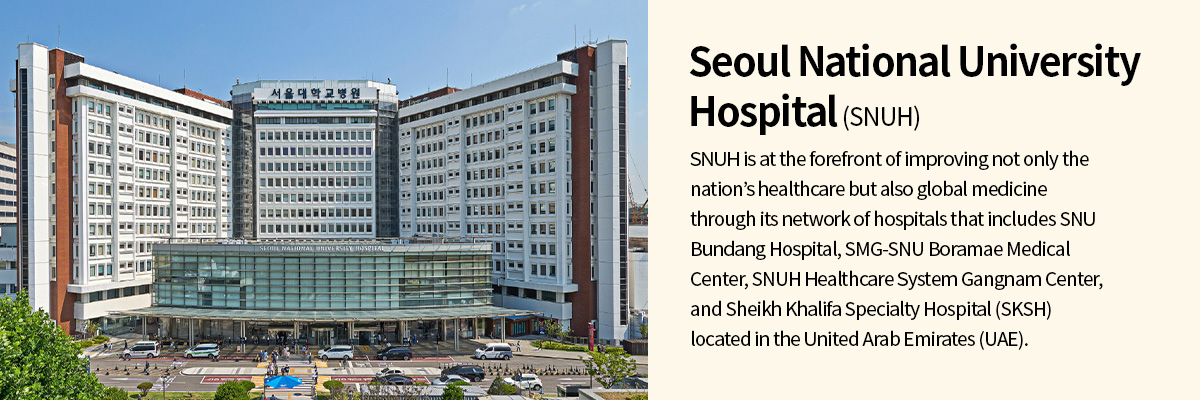 서울대학교병원
SEOUL NATIONAL UNIVERSITY HOSPITAL
Seoul National University
Hospital (SNUH)
SNUH is at the forefront of improving not only the
nation’s healthcare but also global medicine
through its network of hospitals that includes SNU
Bundang Hospital, SMG-SNU Boramae Medical
Center, SNUH Healthcare System Gangnam Center,
and Sheikh Khalifa Specialty Hospital (SKSH)
located in the United Arab Emirates (UAE).